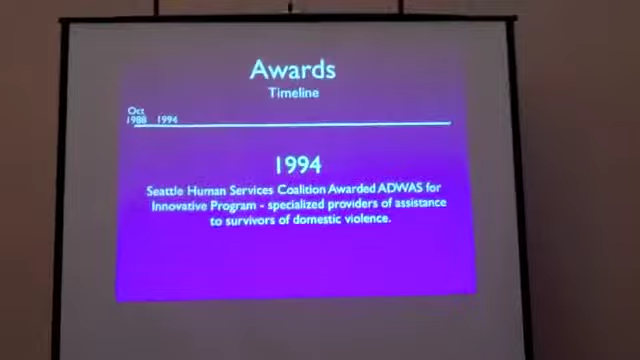 Awards
Timeline
Oct
1988 1994
1994
Seattle Human Services Coalition Awarded ADWAS for
Innovative Program - specialized providers of assistance
to survivors of domestic violence.